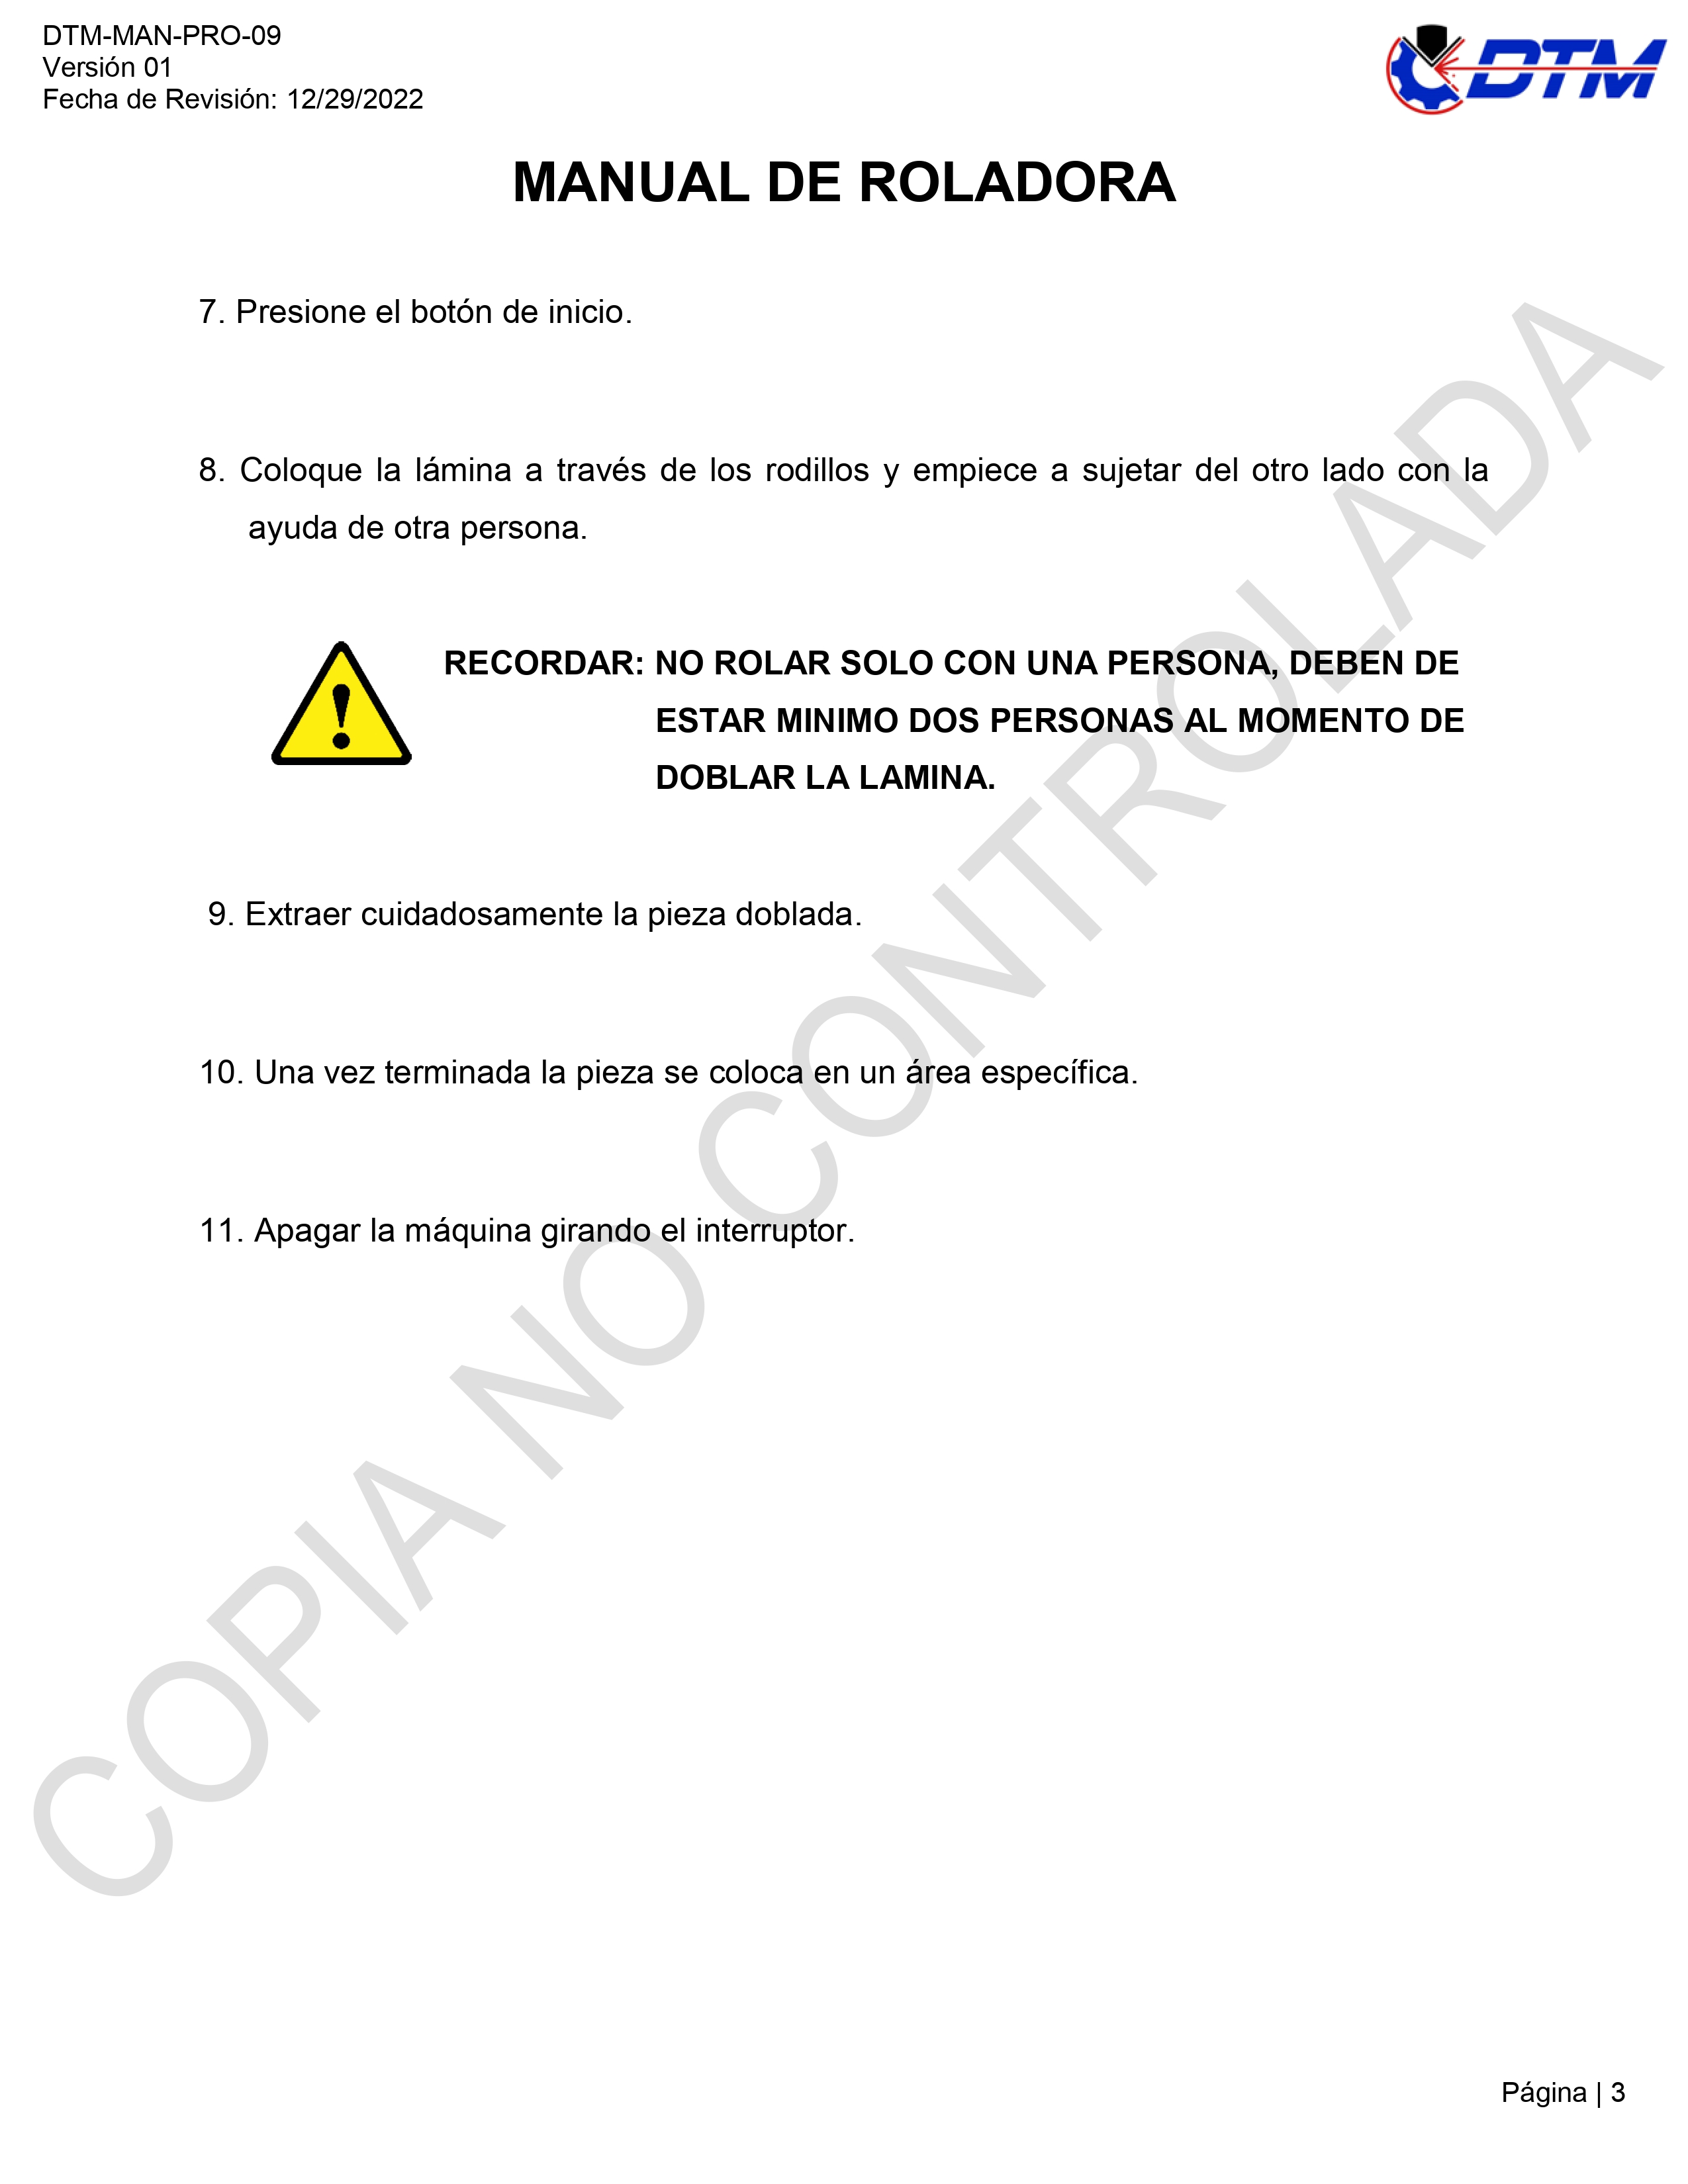 DTM-MAN-PRO-09
Versión 01
Fecha de Revisión: 12/29/2022
DTM
MANUAL DE ROLADORA
7. Presione el botón de inicio.
8. Coloque la lámina a través de los rodillos y empiece a sujetar del otro lado con la
ayuda de otra persona.
RECORDAR: NO ROLAR SOLO CON UNA PERSONA, DEBEN DE
ESTAR MINIMO DOS PERSONAS AL MOMENTO DE
DOBLAR LA LAMINA.
9. Extraer cuidadosamente la pieza doblada.
10. Una vez terminada la pieza se coloca en un área específica.
11. Apagar la máquina girando el interruptor.
COPIA NO CONTROLADA
Página | 3